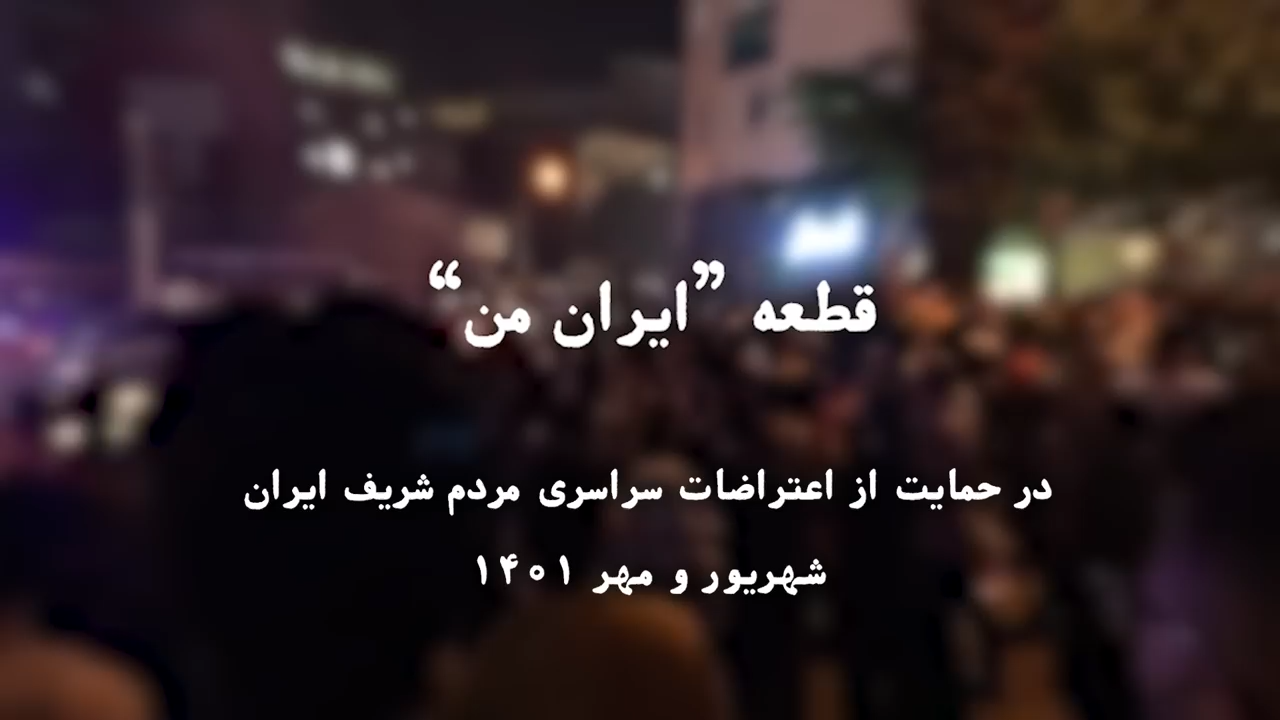 قطعه ”ایران من“
در حمایت از اعتراضات سراسری مردم شریف ایران
شهریور و مهر ۱۴۰۱